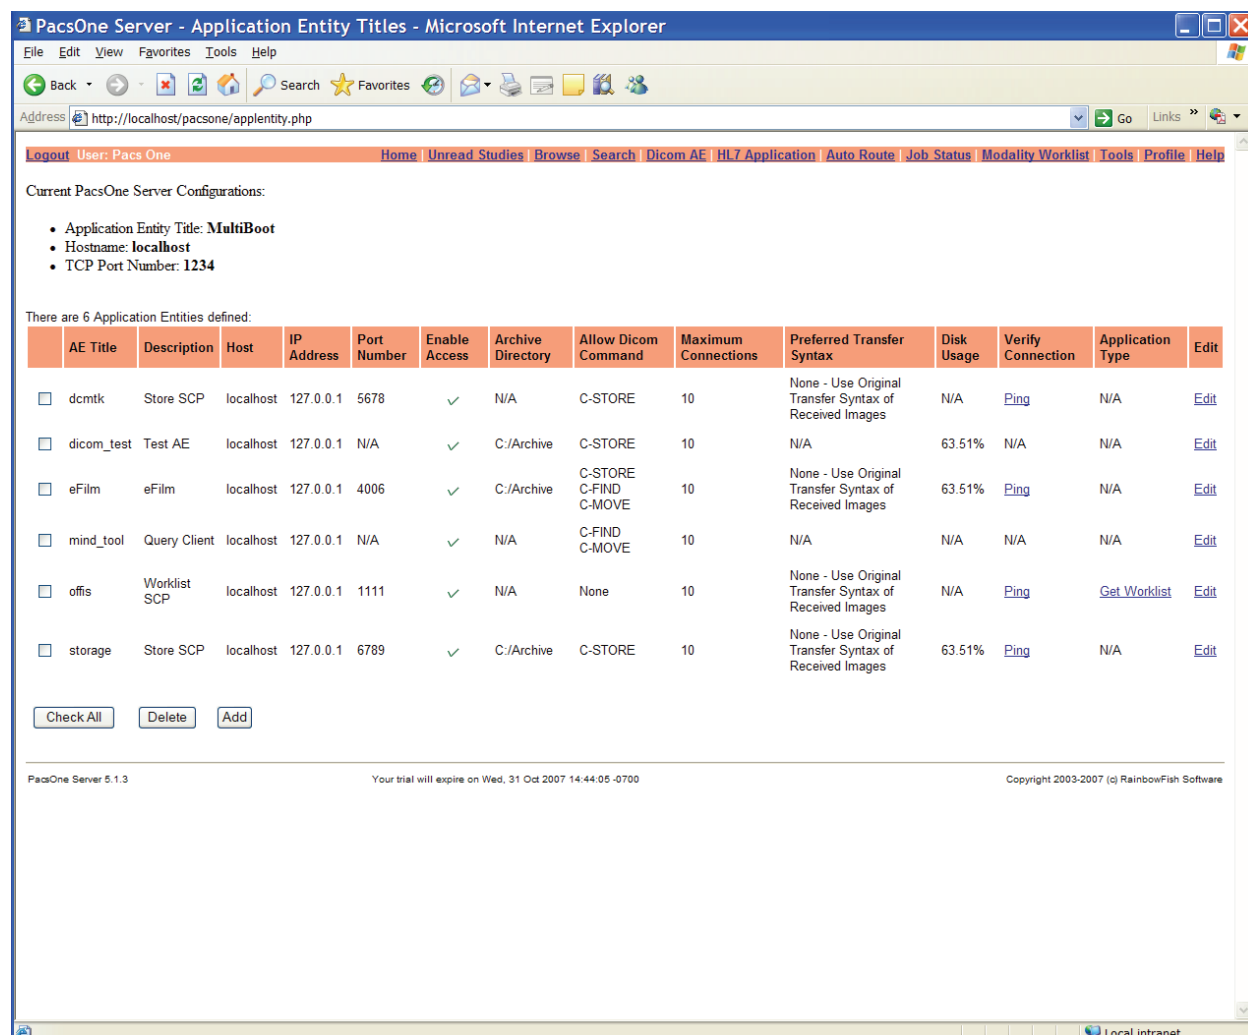 PacsOne Server - Application Entity Titles - Microsoft Internet Explorer
File Edit View Favorites Tools Help
Back Search Favorites
Address http://localhost/pacsone/applentity.php Go Links »
Logout User: Pacs One Home | Unread Studies | Browse | Search | Dicom AE | HL7 Application | Auto Route | Job Status | Modality Worklist | Tools | Profile | Help
Current PacsOne Server Configurations:
• Application Entity Title: MultiBoot
• Hostname: localhost
• TCP Port Number: 1234
There are 6 Application Entities defined:
AE Title Description Host IP Address Port Number Enable Access Archive Directory Allow Dicom Command Maximum Connections Preferred Transfer Syntax Disk Usage Verify Connection Application Type Edit
dcmtk Store SCP localhost 127.0.0.1 5678 N/A C-STORE 10 None - Use Original Transfer Syntax of Received Images N/A Ping N/A Edit
dicom_test Test AE localhost 127.0.0.1 N/A C:/Archive C-STORE 10 N/A 63.51% N/A N/A Edit
eFilm eFilm localhost 127.0.0.1 4006 C:/Archive C-STORE C-FIND C-MOVE 10 None - Use Original Transfer Syntax of Received Images 63.51% Ping N/A Edit
mind_tool Query Client localhost 127.0.0.1 N/A N/A C-FIND C-MOVE 10 N/A N/A N/A N/A Edit
offis Worklist SCP localhost 127.0.0.1 1111 N/A None 10 None - Use Original Transfer Syntax of Received Images N/A Ping Get Worklist Edit
storage Store SCP localhost 127.0.0.1 6789 C:/Archive C-STORE 10 None - Use Original Transfer Syntax of Received Images 63.51% Ping N/A Edit
Check All Delete Add
PacsOne Server 5.1.3 Your trial will expire on Wed, 31 Oct 2007 14:44:05 -0700 Copyright 2003-2007 (c) RainbowFish Software
Local intranet